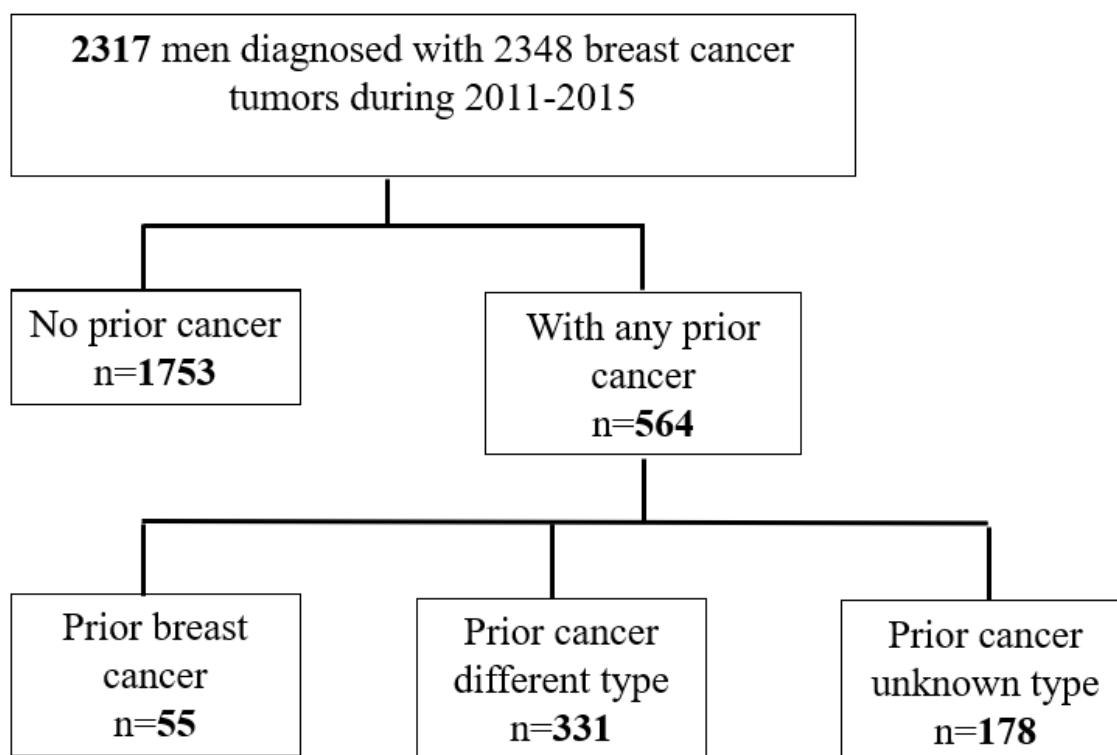 2317 men diagnosed with 2348 breast cancer
tumors during 2011-2015
No prior cancer
n=1753
With any prior
cancer
n=564
Prior breast
cancer
n=55
Prior cancer
different type
n=331
Prior cancer
unknown type
n=178